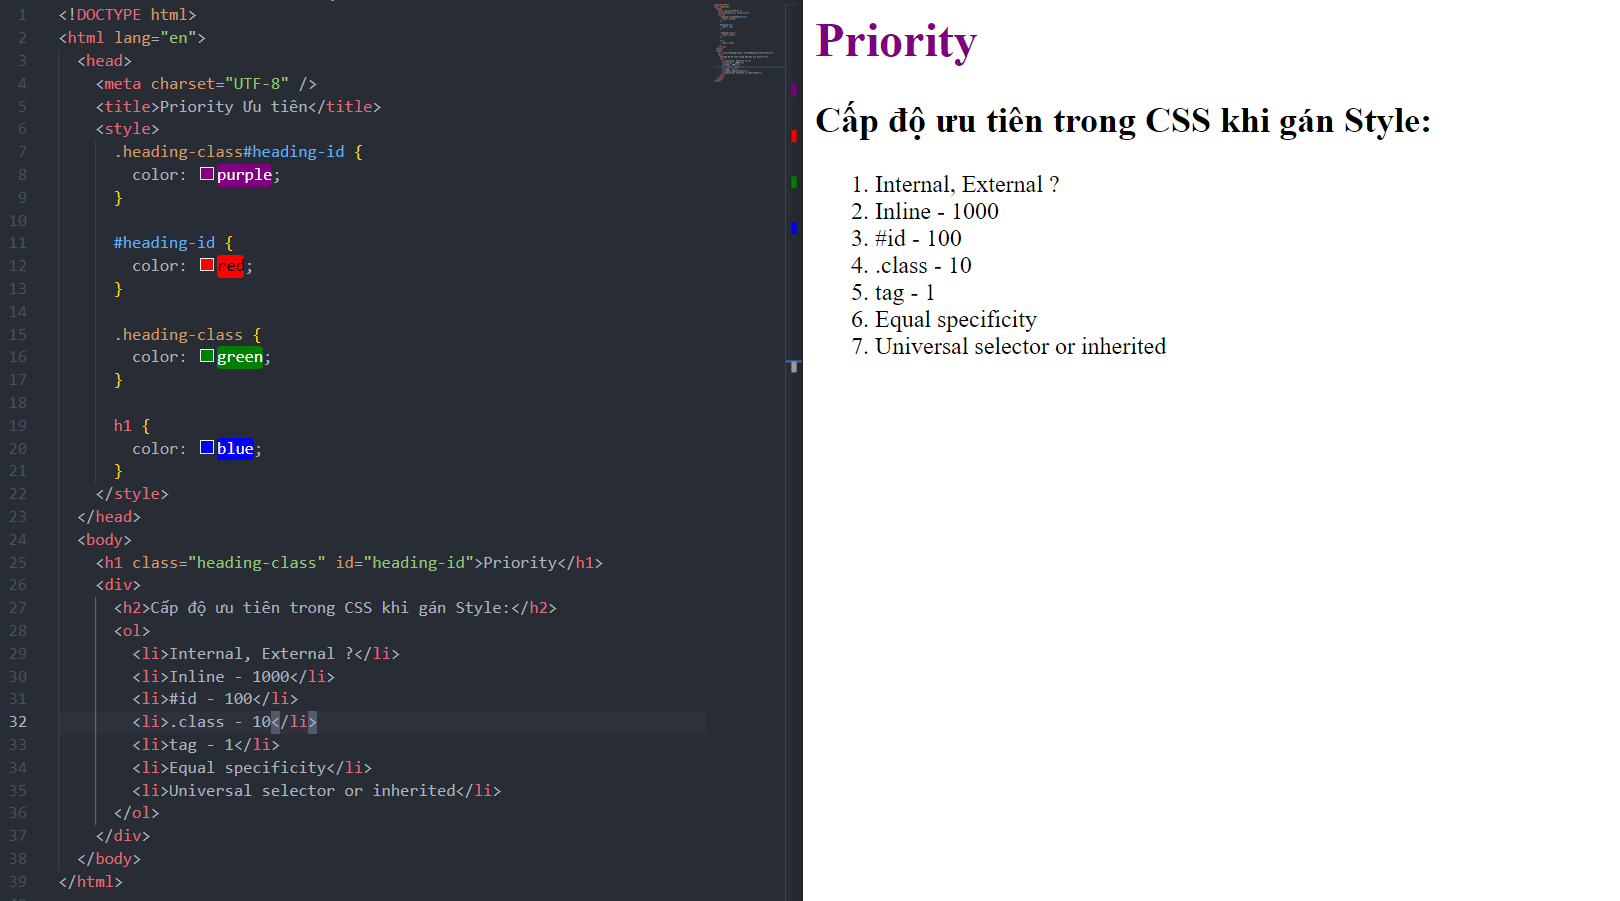 1 <!DOCTYPE html>
2 <html lang="en">
3 <head>
4 <meta charset="UTF-8" />
5 <title>Priority Ưu tiên</title>
6 <style>
7 .heading-class#heading-id {
8 color: purple;
9 }
10
11 #heading-id {
12 color: red;
13 }
14
15 .heading-class {
16 color: green;
17 }
18
19 h1 {
20 color: blue;
21 }
22 </style>
23 </head>
24 <body>
25 <h1 class="heading-class" id="heading-id">Priority</h1>
26 <div>
27 <h2>Cấp độ ưu tiên trong CSS khi gán Style:</h2>
28 <ol>
29 <li>Internal, External ?</li>
30 <li>Inline - 1000</li>
31 <li>#id - 100</li>
32 <li>.class - 10</li>
33 <li>tag - 1</li>
34 <li>Equal specificity</li>
35 <li>Universal selector or inherited</li>
36 </ol>
37 </div>
38 </body>
39 </html>
Priority
Cấp độ ưu tiên trong CSS khi gán Style:
1. Internal, External ?
2. Inline - 1000
3. #id - 100
4. .class - 10
5. tag - 1
6. Equal specificity
7. Universal selector or inherited